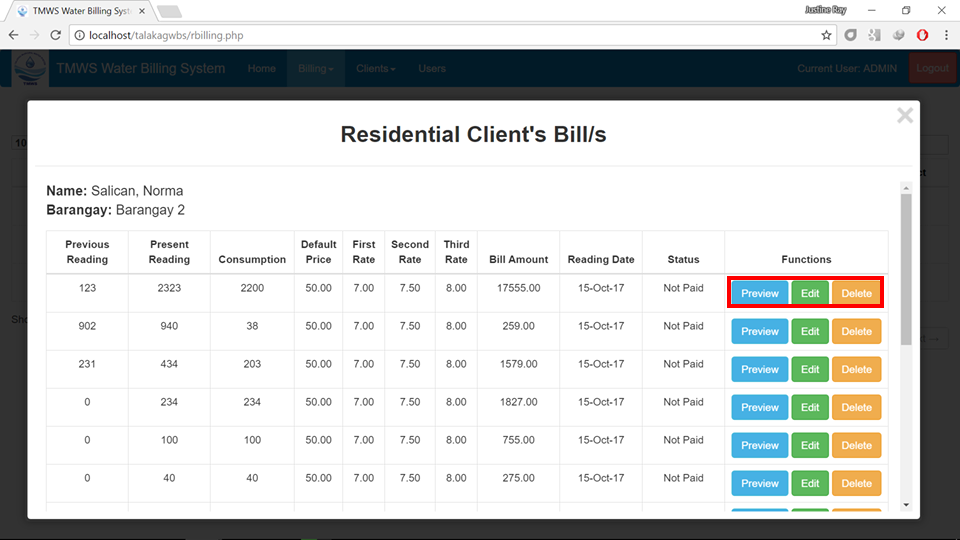 TMWS Water Billing Syst
Justine Ray
localhost/talakagwbs/rbilling.php
TMWS Water Billing System Home Billing Clients Users Current User: ADMIN Logout
Residential Client's Bill/s
Name: Salican, Norma
Barangay: Barangay 2
Previous Reading Present Reading Consumption Default Price First Rate Second Rate Third Rate Bill Amount Reading Date Status Functions
123 2323 2200 50.00 7.00 7.50 8.00 17555.00 15-Oct-17 Not Paid Preview Edit Delete
902 940 38 50.00 7.00 7.50 8.00 259.00 15-Oct-17 Not Paid Preview Edit Delete
231 434 203 50.00 7.00 7.50 8.00 1579.00 15-Oct-17 Not Paid Preview Edit Delete
0 234 234 50.00 7.00 7.50 8.00 1827.00 15-Oct-17 Not Paid Preview Edit Delete
0 100 100 50.00 7.00 7.50 8.00 755.00 15-Oct-17 Not Paid Preview Edit Delete
0 40 40 50.00 7.00 7.50 8.00 275.00 15-Oct-17 Not Paid Preview Edit Delete